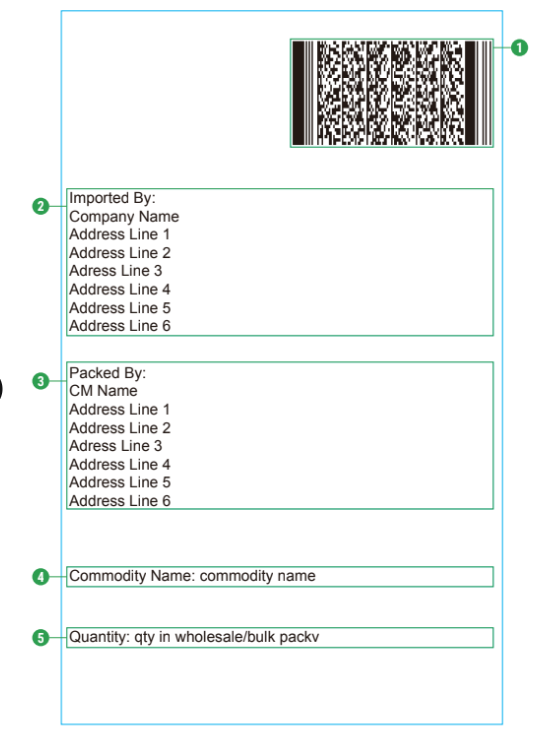 1
2
Imported By:
Company Name
Address Line 1
Address Line 2
Adress Line 3
Address Line 4
Address Line 5
Address Line 6
3
Packed By:
CM Name
Address Line 1
Address Line 2
Adress Line 3
Address Line 4
Address Line 5
Address Line 6
4
Commodity Name: commodity name
5
Quantity: qty in wholesale/bulk packv